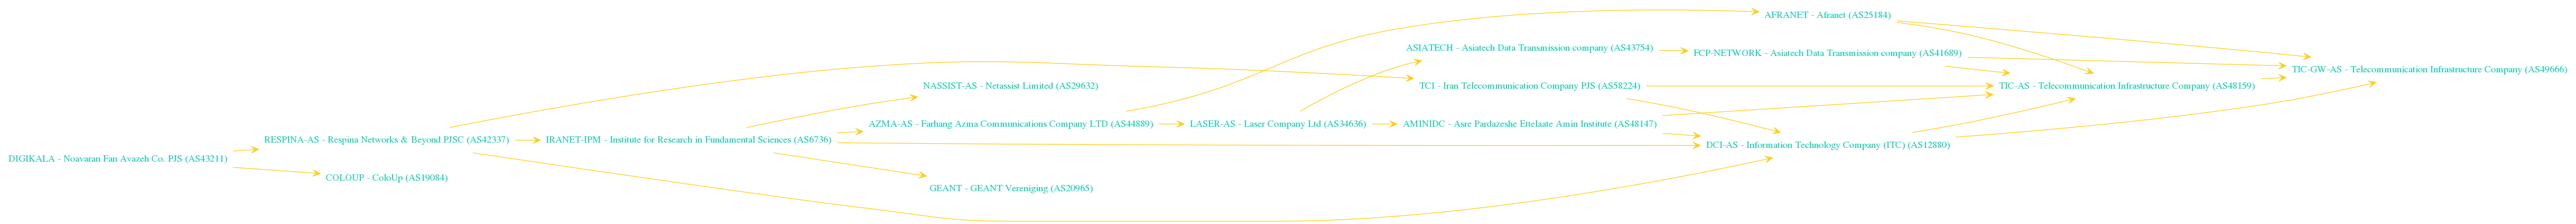 AFRANET - Afranet (AS25184)
ASIATECH - Asiatech Data Transmission company (AS43754)
FCP-NETWORK - Asiatech Data Transmission company (AS41689)
TIC-GW-AS - Telecommunication Infrastructure Company (AS49666)
NASSIST-AS - Netassist Limited (AS29632)
TCI - Iran Telecommunication Company PJS (AS58224)
TIC-AS - Telecommunication Infrastructure Company (AS48159)
AZMA-AS - Farhang Azma Communications Company LTD (AS44889)
LASER-AS - Laser Company Ltd (AS34636)
AMINIDC - Asre Pardazeshe Ettelaate Amin Institute (AS48147)
RESPINA-AS - Respina Networks & Beyond PJSC (AS42337)
IRANET-IPM - Institute for Research in Fundamental Sciences (AS6736)
DCI-AS - Information Technology Company (ITC) (AS12880)
DIGIKALA - Noavaran Fan Avazeh Co. PJS (AS43211)
COLOUP - ColoUp (AS19084)
GEANT - GEANT Vereniging (AS20965)